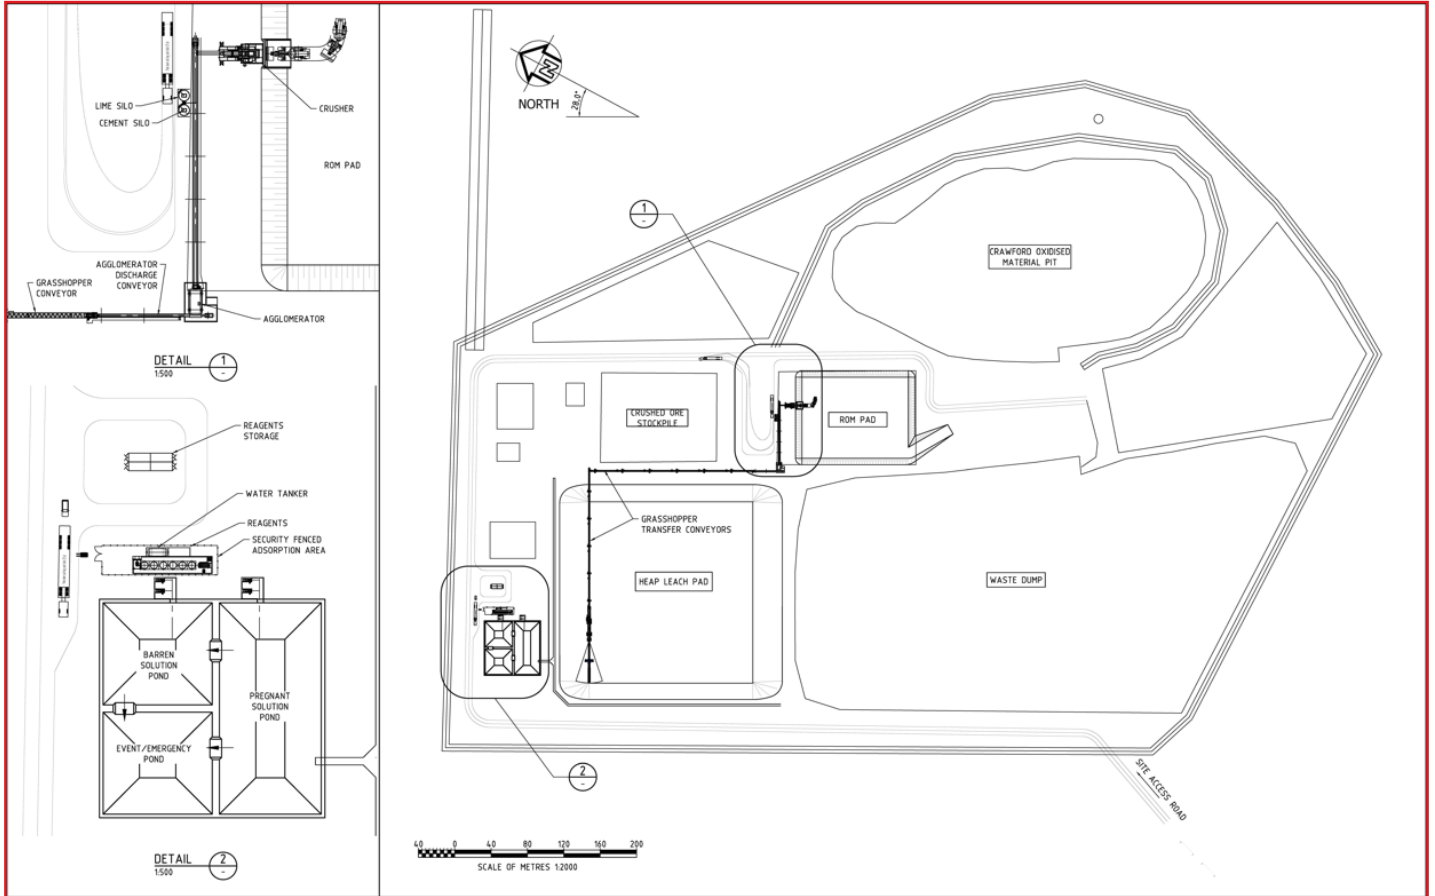 LIME SILO
CEMENT SILO
CRUSHER
ROM PAD
AGGLOMERATOR
DISCHARGE
CONVEYOR
GRASSHOPPER
CONVEYOR
AGGLOMERATOR
DETAIL 1
-
1:500
REAGENTS
STORAGE
WATER TANKER
REAGENTS
SECURITY FENCED
ADSORPTION AREA
BARREN
SOLUTION
POND
PREGNANT
SOLUTION
POND
EVENT/EMERGENCY
POND
DETAIL 2
-
1:500
N
NORTH
28.0°
1
-
CRAWFORD OXIDISED
MATERIAL PIT
CRUSHED ORE
STOCKPILE
ROM PAD
GRASSHOPPER
TRANSFER CONVEYORS
HEAP LEACH PAD
WASTE DUMP
2
-
SITE ACCESS ROAD
40 0 40 80 120 160 200
SCALE OF METRES 1:2000